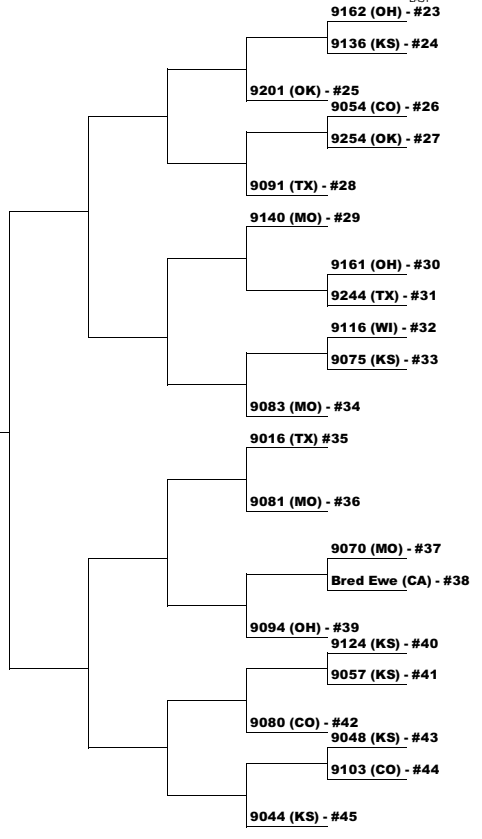 9162 (OH) - #23
9136 (KS) - #24
9201 (OK) - #25
9054 (CO) - #26
9254 (OK) - #27
9091 (TX) - #28
9140 (MO) - #29
9161 (OH) - #30
9244 (TX) - #31
9116 (WI) - #32
9075 (KS) - #33
9083 (MO) - #34
9016 (TX) #35
9081 (MO) - #36
9070 (MO) - #37
Bred Ewe (CA) - #38
9094 (OH) - #39
9124 (KS) - #40
9057 (KS) - #41
9080 (CO) - #42
9048 (KS) - #43
9103 (CO) - #44
9044 (KS) - #45